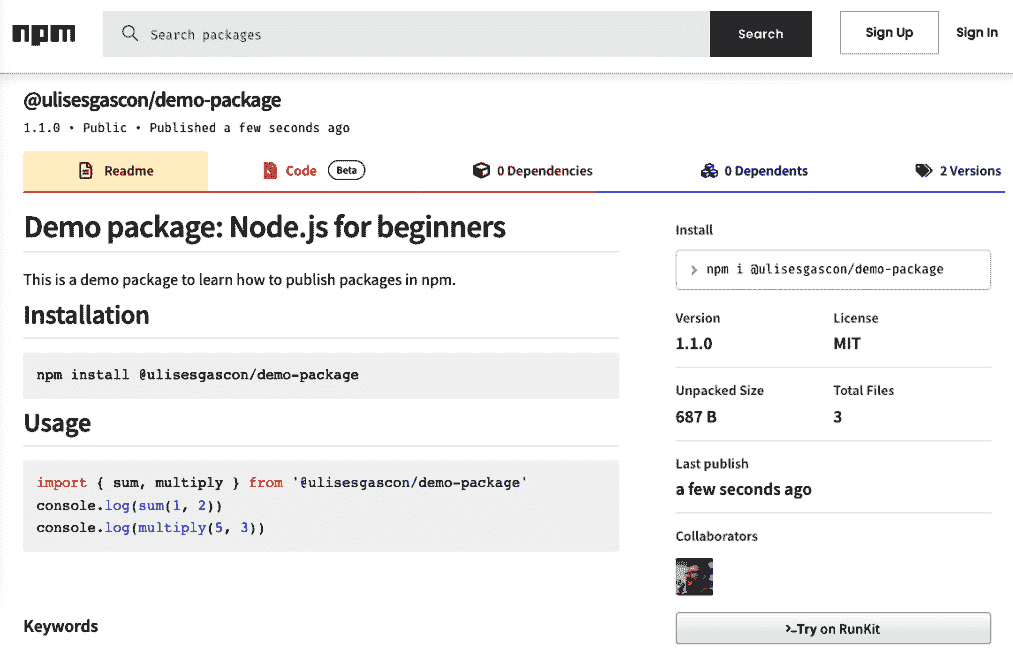 npm
Search packages
Search
Sign Up
Sign In
@ulisesgascon/demo-package
1.1.0 • Public • Published a few seconds ago
Readme
Code Beta
0 Dependencies
0 Dependents
2 Versions
Demo package: Node.js for beginners
This is a demo package to learn how to publish packages in npm.
Installation
npm install @ulisesgascon/demo-package
Usage
import { sum, multiply } from '@ulisesgascon/demo-package'
console.log(sum(1, 2))
console.log(multiply(5, 3))
Keywords
Install
> npm i @ulisesgascon/demo-package
Version
1.1.0
License
MIT
Unpacked Size
687 B
Total Files
3
Last publish
a few seconds ago
Collaborators
>_Try on RunKit